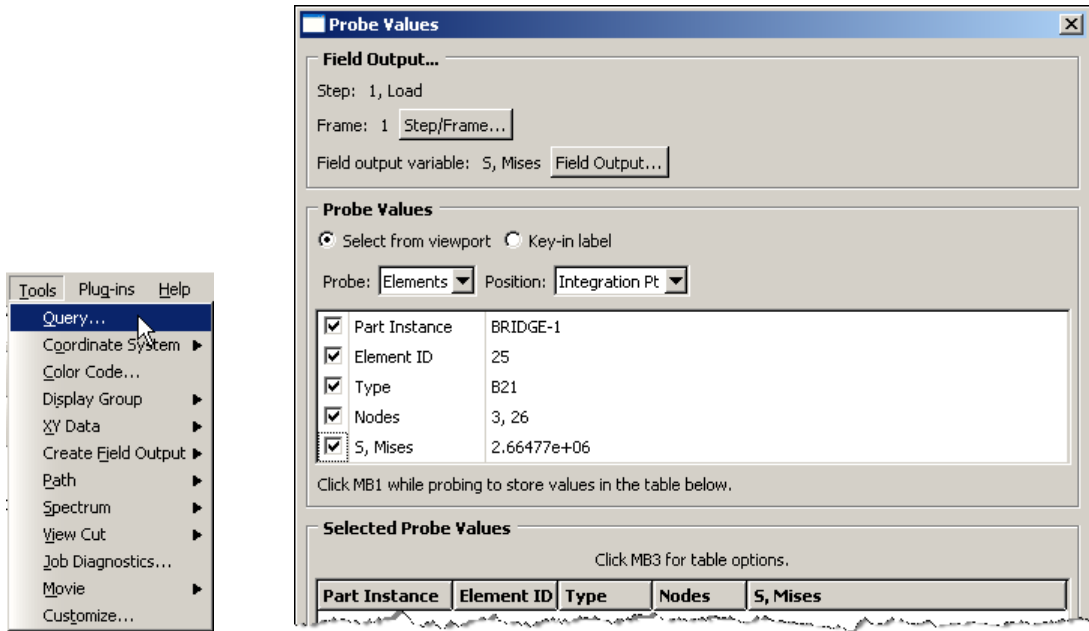 Tools Plug-ins Help
Query...
Coordinate System
Color Code...
Display Group
XY Data
Create Field Output
Path
Spectrum
View Cut
Job Diagnostics...
Movie
Customize...
Probe Values
Field Output...
Step: 1, Load
Frame: 1 Step/Frame...
Field output variable: S, Mises Field Output...
Probe Values
Select from viewport Key-in label
Probe: Elements Position: Integration Pt
Part Instance BRIDGE-1
Element ID 25
Type B21
Nodes 3, 26
S, Mises 2.66477e+06
Click MB1 while probing to store values in the table below.
Selected Probe Values
Click MB3 for table options.
Part Instance Element ID Type Nodes S, Mises